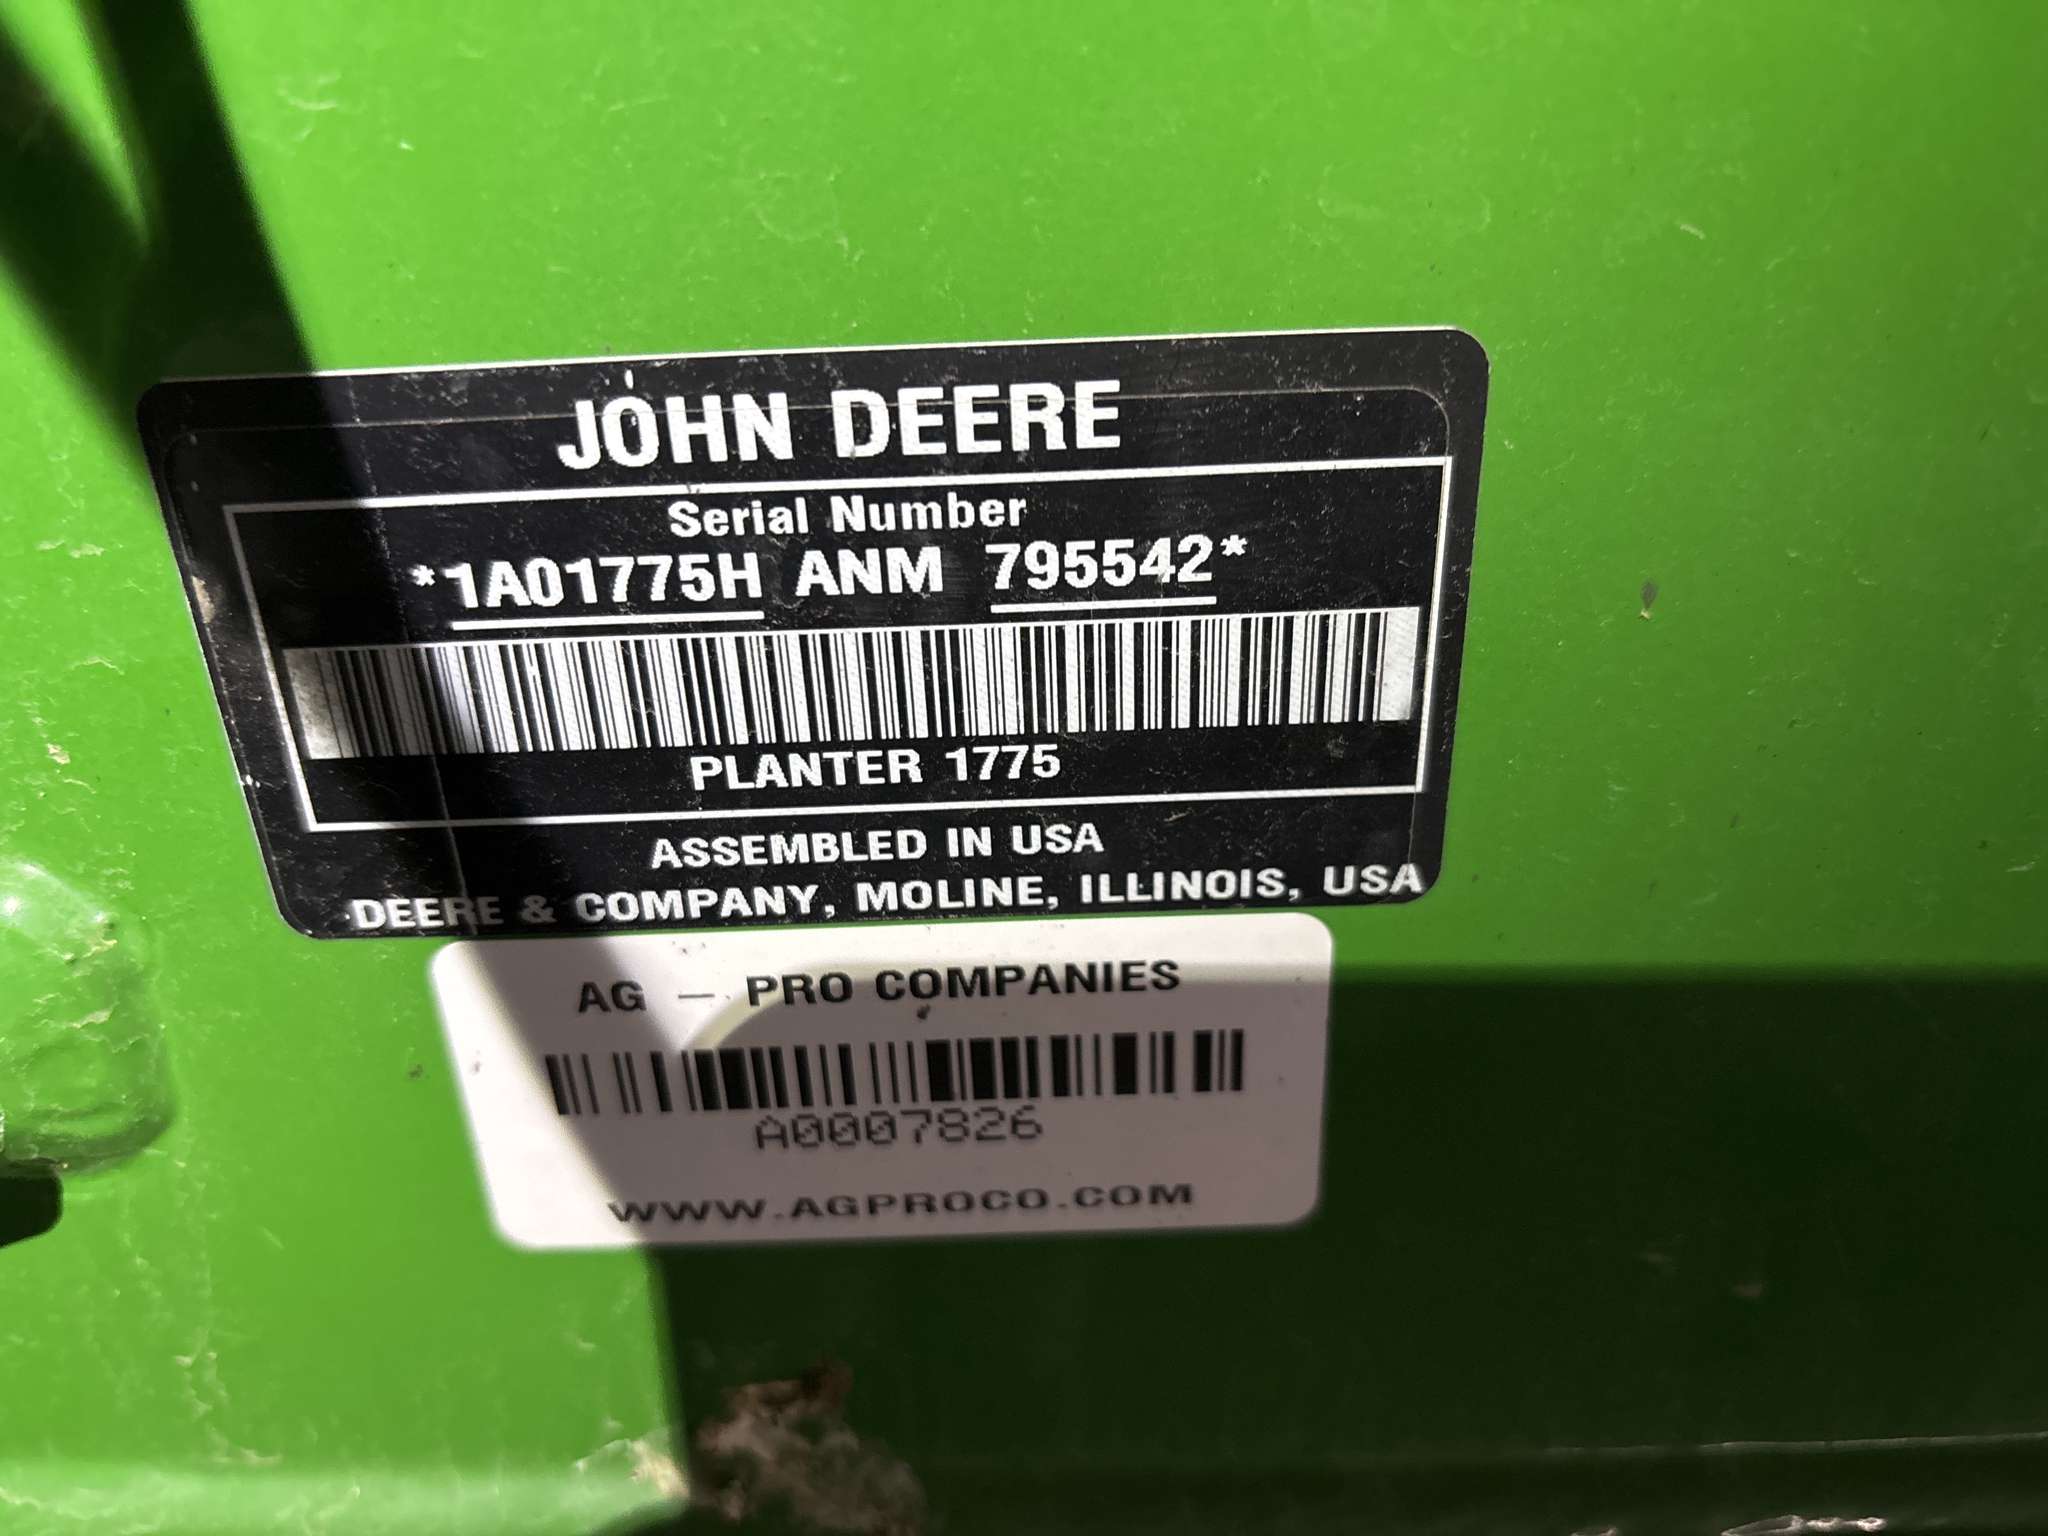 JOHN DEERE
Serial Number
*1A01775H ANM 795542*
PLANTER 1775
ASSEMBLED IN USA
DEERE & COMPANY, MOLINE, ILLINOIS, USA
AG — PRO COMPANIES
A0007826
WWW.AGPROCO.COM